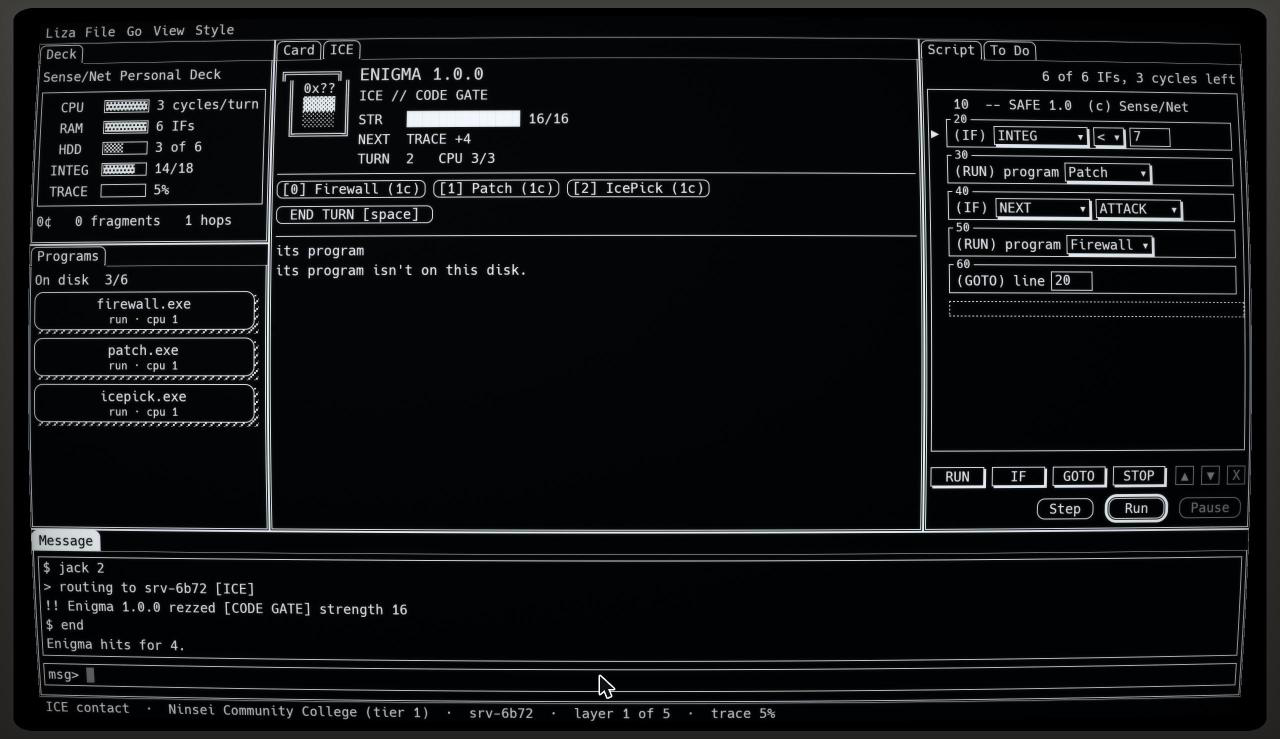 Liza File Go View Style
Deck
Sense/Net Personal Deck
CPU 3 cycles/turn
RAM 6 IFs
HDD 3 of 6
INTEG 14/18
TRACE 5%
0¢ 0 fragments 1 hops
Programs
On disk 3/6
firewall.exe
run · cpu 1
patch.exe
run · cpu 1
icepick.exe
run · cpu 1
Card ICE
0x??
ENIGMA 1.0.0
ICE // CODE GATE
STR 16/16
NEXT TRACE +4
TURN 2 CPU 3/3
[0] Firewall (1c) [1] Patch (1c) [2] IcePick (1c)
END TURN [space]
its program
its program isn't on this disk.
Script To Do
6 of 6 IFs, 3 cycles left
10 -- SAFE 1.0 (c) Sense/Net
20
▶ (IF) INTEG ▾ < ▾ 7
30
(RUN) program Patch ▾
40
(IF) NEXT ▾ ATTACK ▾
50
(RUN) program Firewall ▾
60
(GOTO) line 20
RUN IF GOTO STOP ▲ ▼ X
Step Run Pause
Message
$ jack 2
> routing to srv-6b72 [ICE]
!! Enigma 1.0.0 rezzed [CODE GATE] strength 16
$ end
Enigma hits for 4.
msg>
ICE contact · Ninsei Community College (tier 1) · srv-6b72 · layer 1 of 5 · trace 5%